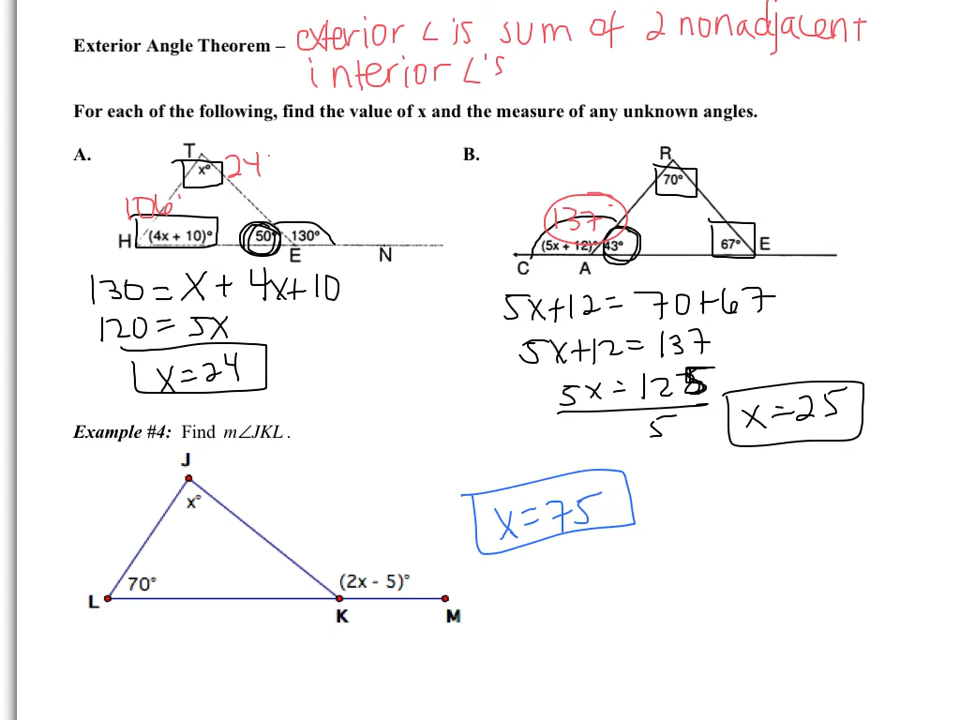 Exterior Angle Theorem – exterior ∠ is sum of 2 nonadjacent
interior ∠'s
For each of the following, find the value of x and the measure of any unknown angles.
A.
T
x°
24°
106°
H
(4x + 10)°
50°
130°
E
N
130 = x + 4x+10
120 = 5x
x=24
B.
R
70°
137°
(5x + 12)°
43°
67°
E
C
A
5x+12 = 70+67
5x+12 = 137
5x = 125
5
x=25
Example #4: Find m∠JKL.
J
x°
70°
(2x - 5)°
L
K
M
x=75